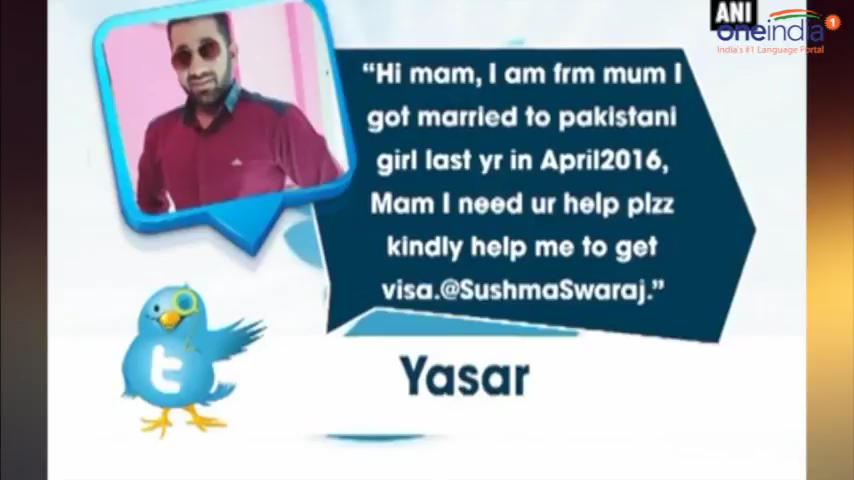 ANI
oneindia 1
India's #1 Language Portal
“Hi mam, I am frm mum I
got married to pakistani
girl last yr in April2016,
Mam I need ur help plzz
kindly help me to get
visa.@SushmaSwaraj.”
t
Yasar